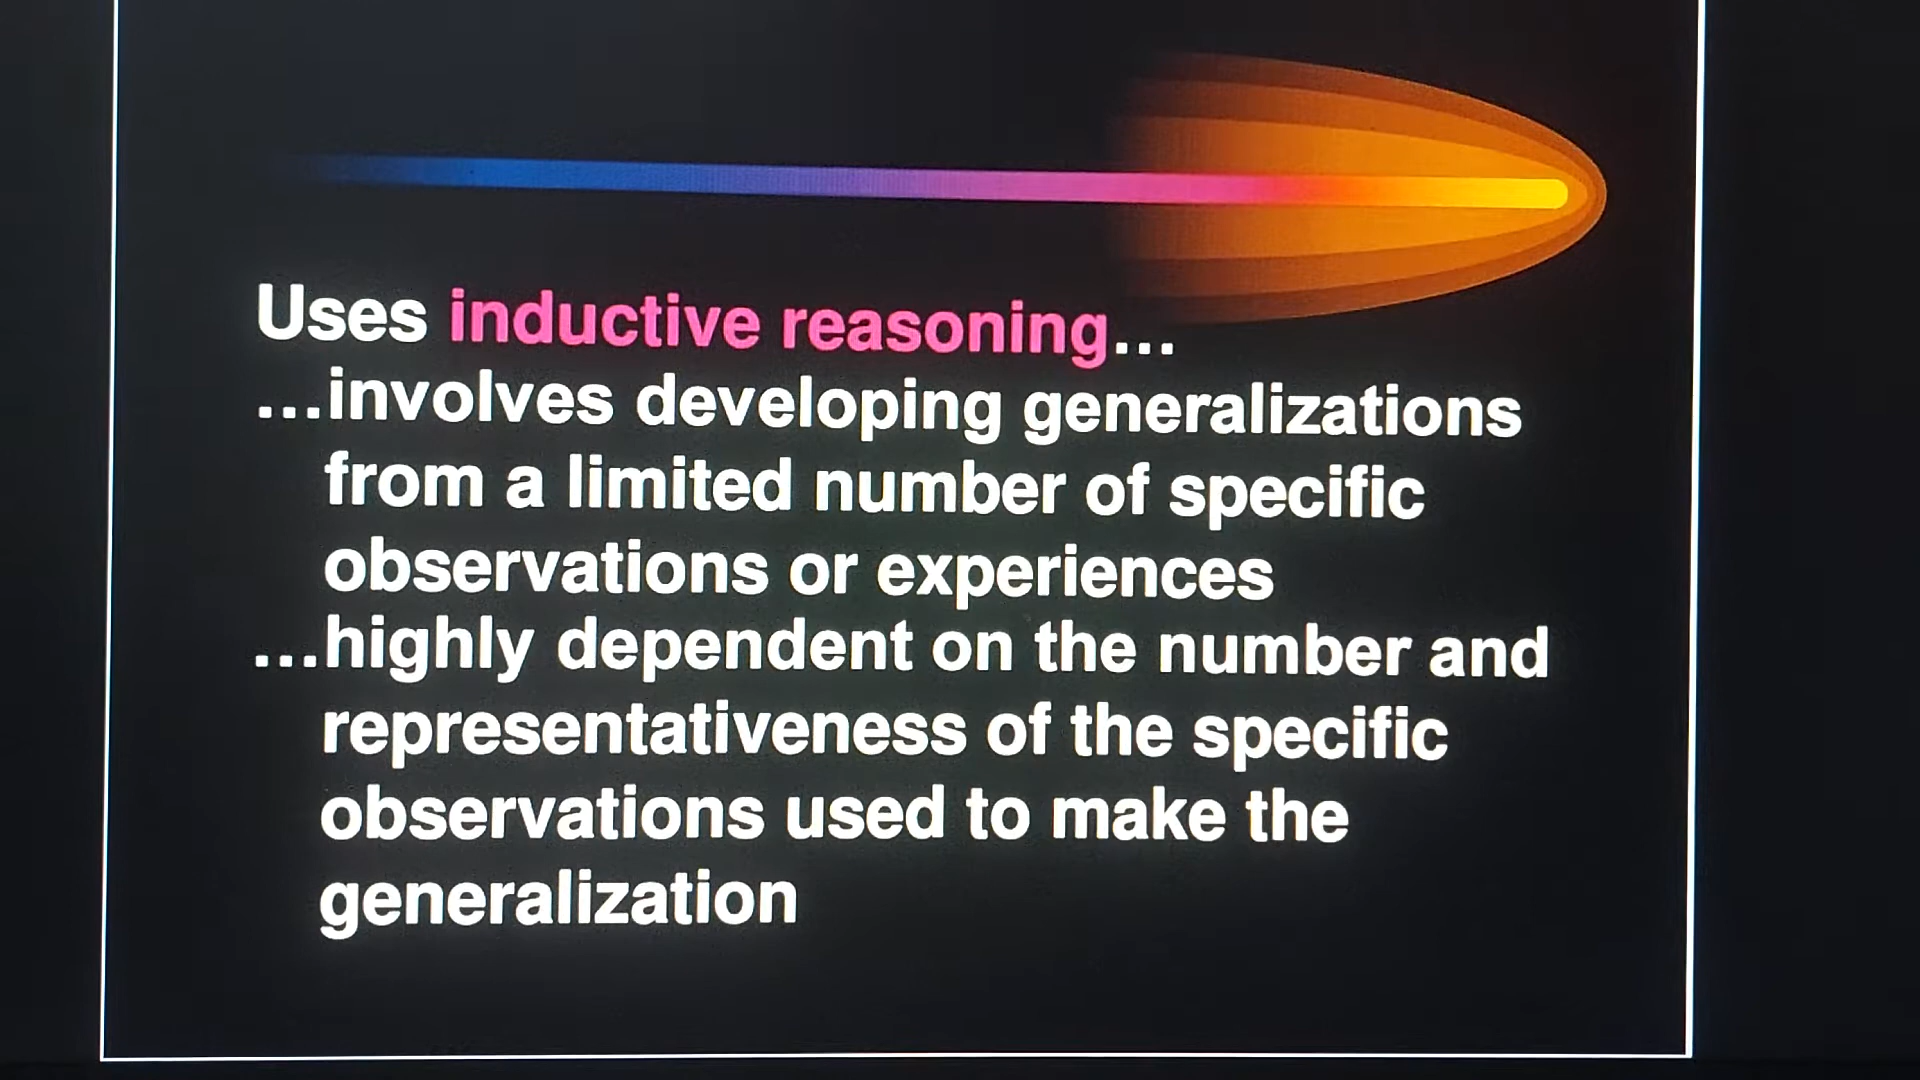 Uses inductive reasoning…
…involves developing generalizations
from a limited number of specific
observations or experiences
…highly dependent on the number and
representativeness of the specific
observations used to make the
generalization